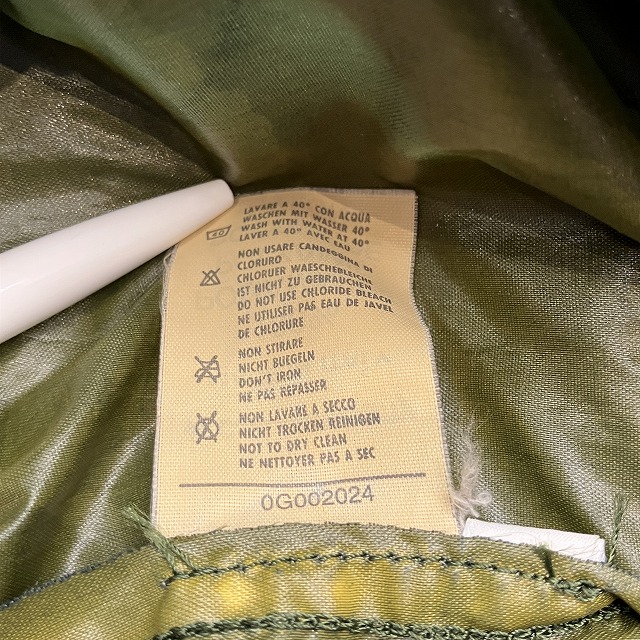 LAVARE A 40° CON ACQUA
WASCHEN MIT WASSER 40°
WASH WITH WATER AT 40°
LAVER A 40° AVEC EAU
40
NON USARE CANDEGGINA DI
CLORURO
CHLORUER WAESCHEBLEICHE
IST NICHT ZU GEBRAUCHEN
DO NOT USE CHLORIDE BLEACH
NE UTILISER PAS EAU DE JAVEL
DE CHLORURE
NON STIRARE
NICHT BUEGELN
DON'T IRON
NE PAS REPASSER
NON LAVARE A SECCO
NICHT TROCKEN REINIGEN
NOT TO DRY CLEAN
NE NETTOYER PAS A SEC
0G002024